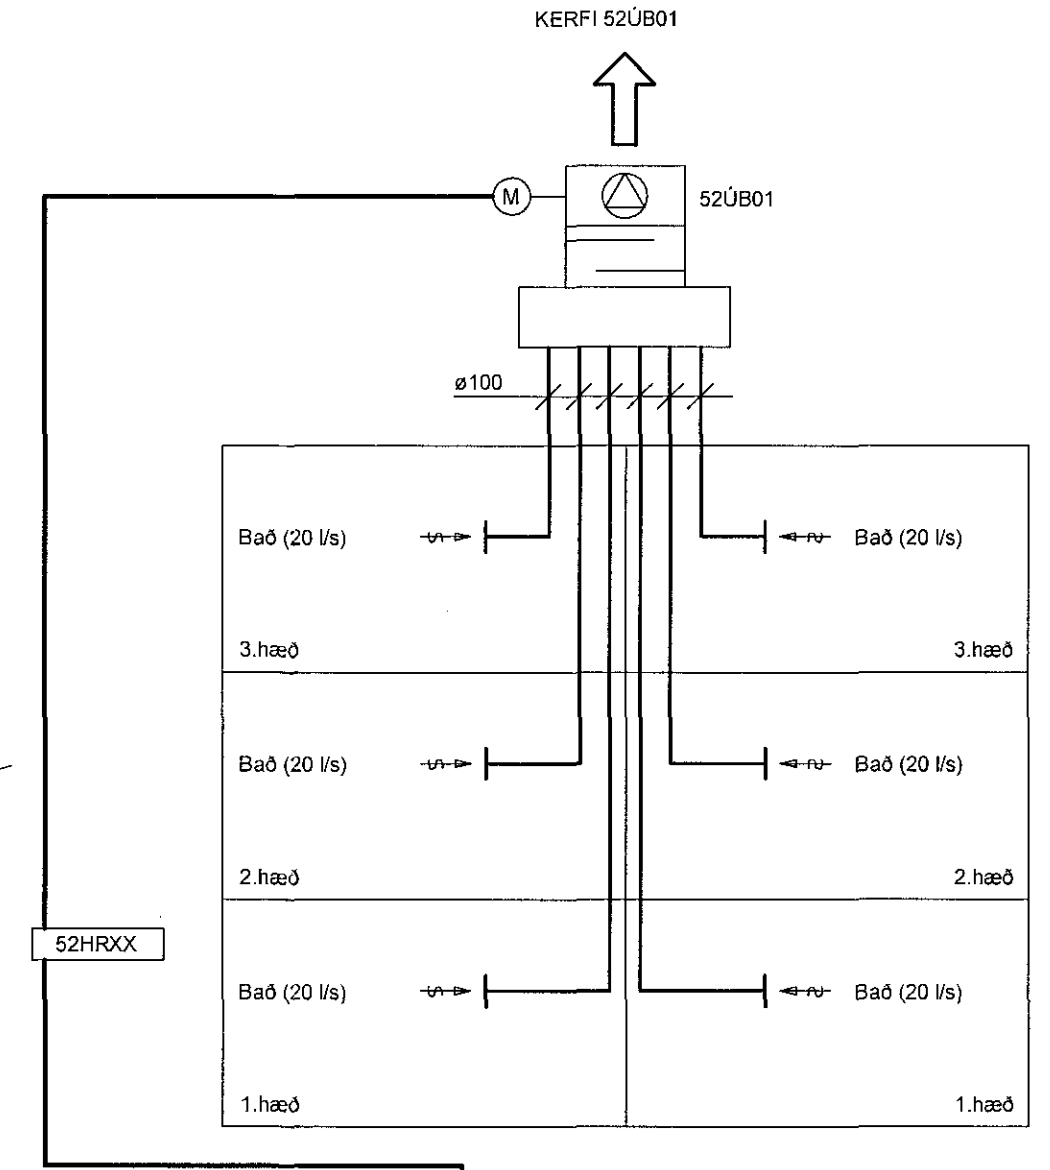 KERFI 52ÚB01
M
52ÚB01
ø100
Bað (20 l/s)
Bað (20 l/s)
3.hæð
3.hæð
Bað (20 l/s)
Bað (20 l/s)
2.hæð
2.hæð
52HRXX
Bað (20 l/s)
Bað (20 l/s)
1.hæð
1.hæð